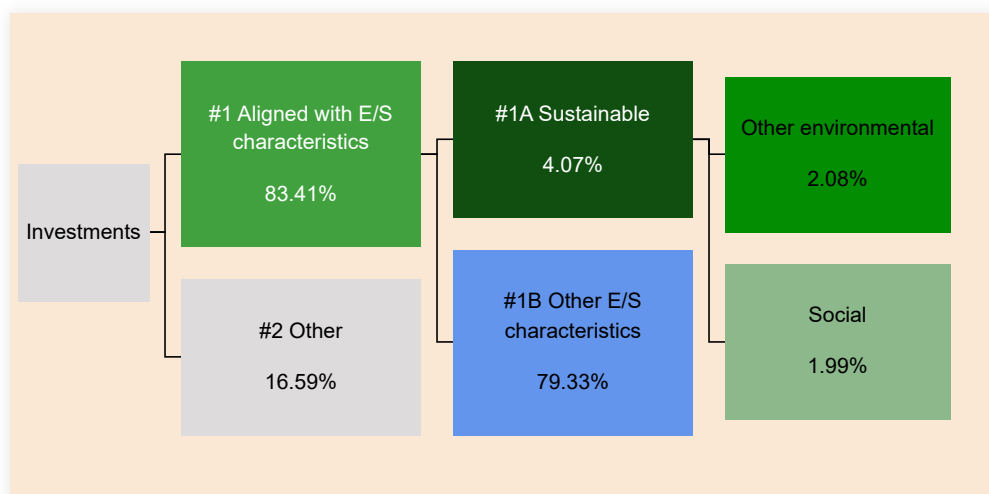 Investments
#1 Aligned with E/S
characteristics
83.41%
#2 Other
16.59%
#1A Sustainable
4.07%
#1B Other E/S
characteristics
79.33%
Other environmental
2.08%
Social
1.99%